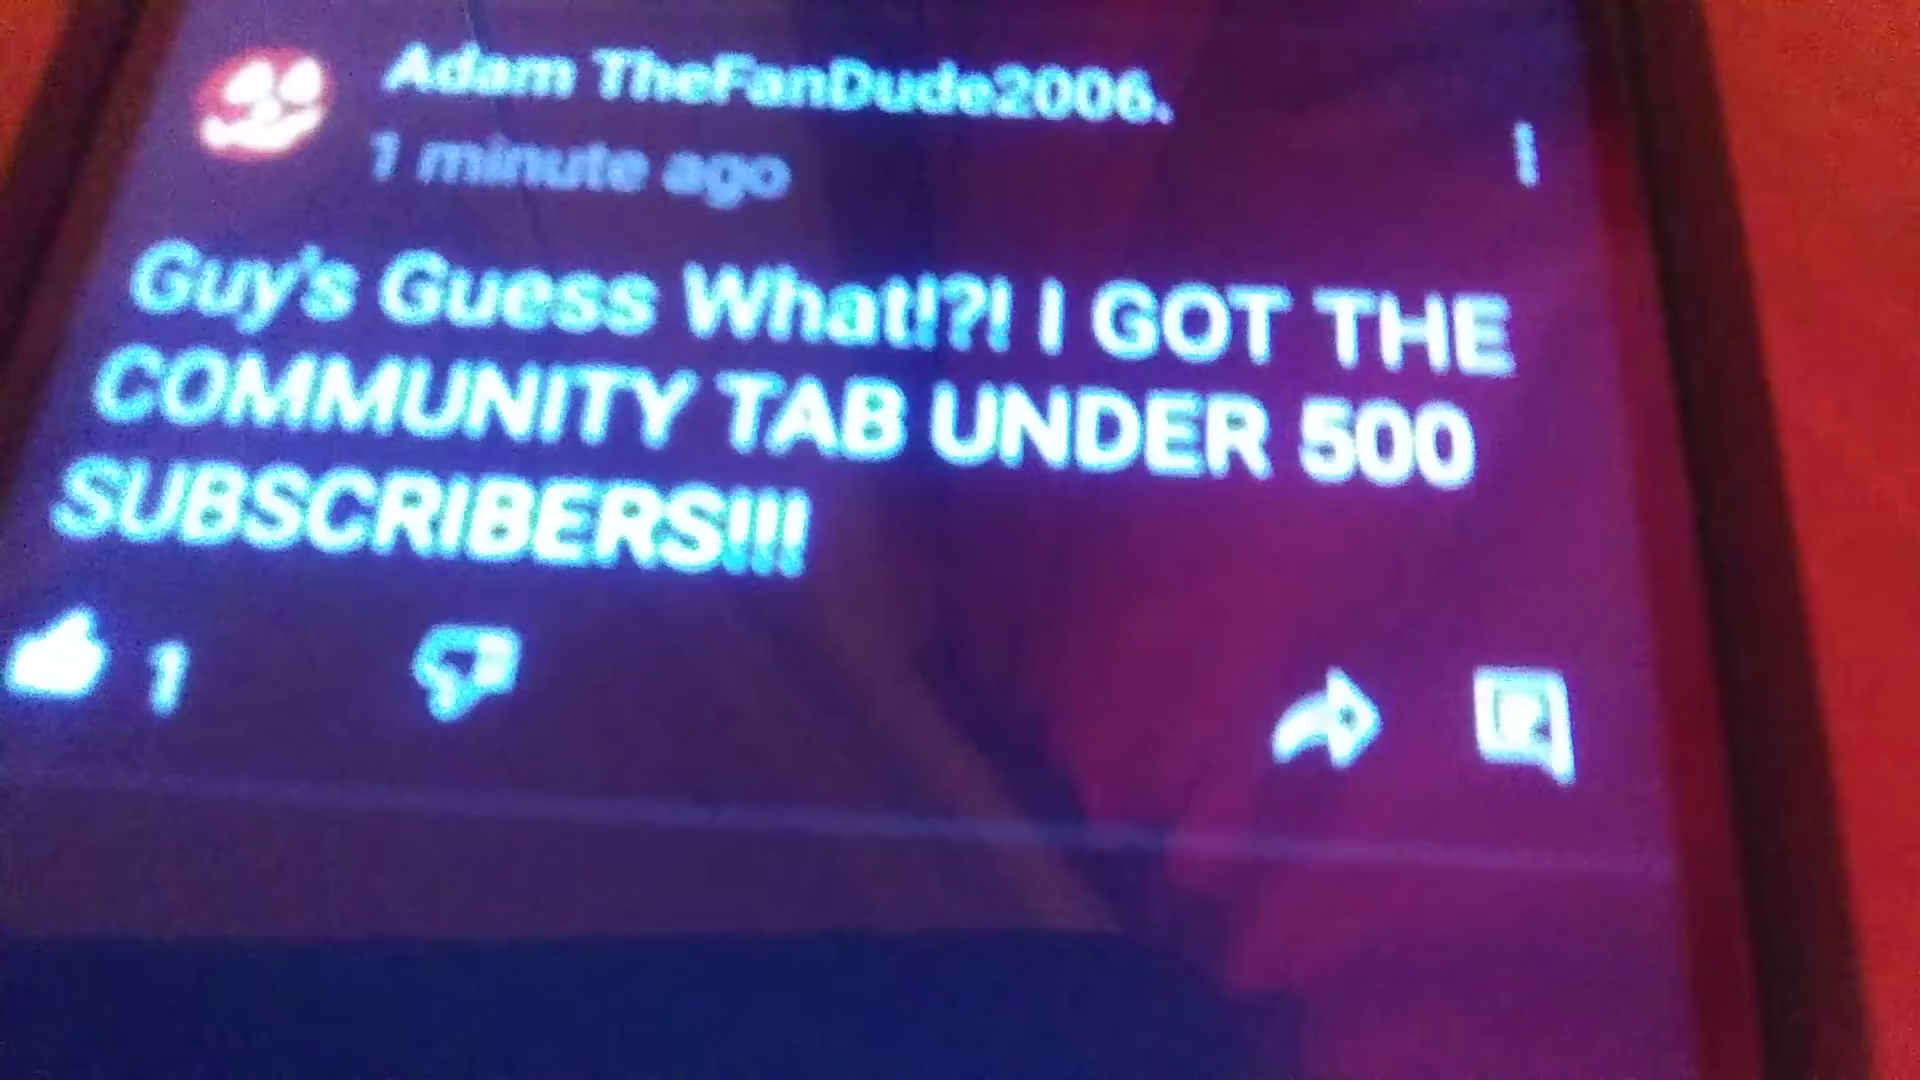 Adam TheFanDude2006.
1 minute ago
Guy's Guess What!?! I GOT THE
COMMUNITY TAB UNDER 500
SUBSCRIBERS!!!
1